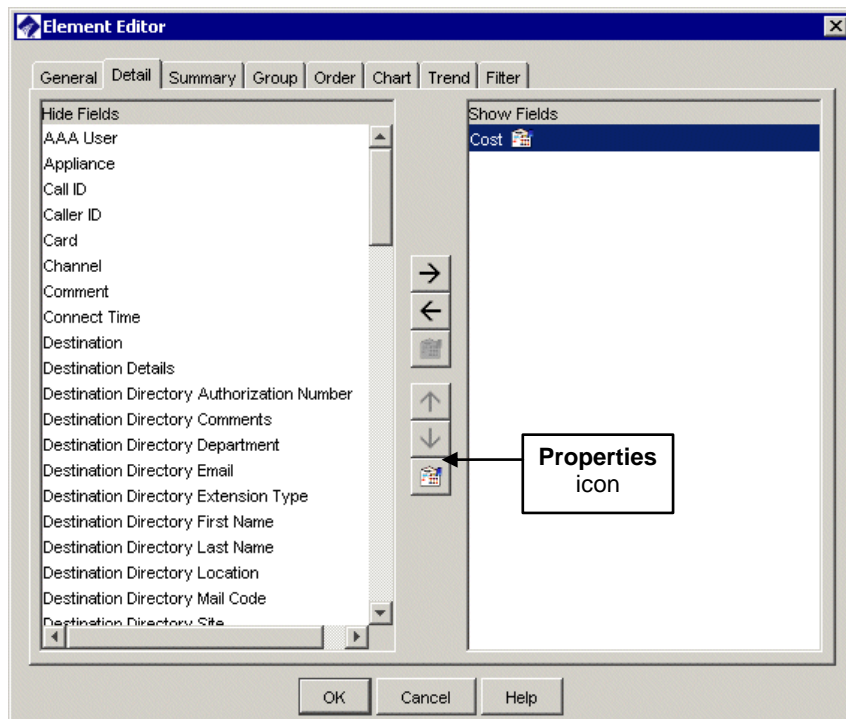 Element Editor
General Detail Summary Group Order Chart Trend Filter
Hide Fields
AAA User
Appliance
Call ID
Caller ID
Card
Channel
Comment
Connect Time
Destination
Destination Details
Destination Directory Authorization Number
Destination Directory Comments
Destination Directory Department
Destination Directory Email
Destination Directory Extension Type
Destination Directory First Name
Destination Directory Last Name
Destination Directory Location
Destination Directory Mail Code
Destination Directory Site
Show Fields
Cost
Properties
icon
OK Cancel Help